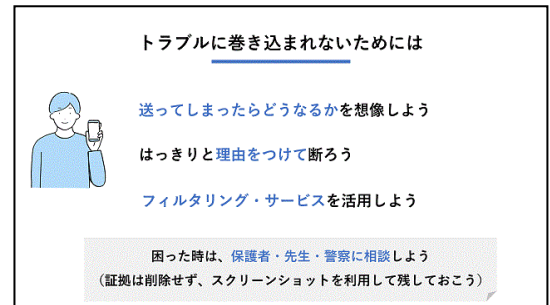 トラブルに巻き込まれないためには
送ってしまったらどうなるかを想像しよう
はっきりと理由をつけて断ろう
フィルタリング・サービスを活用しよう
困った時は、保護者・先生・警察に相談しよう
（証拠は削除せず、スクリーンショットを利用して残しておこう）